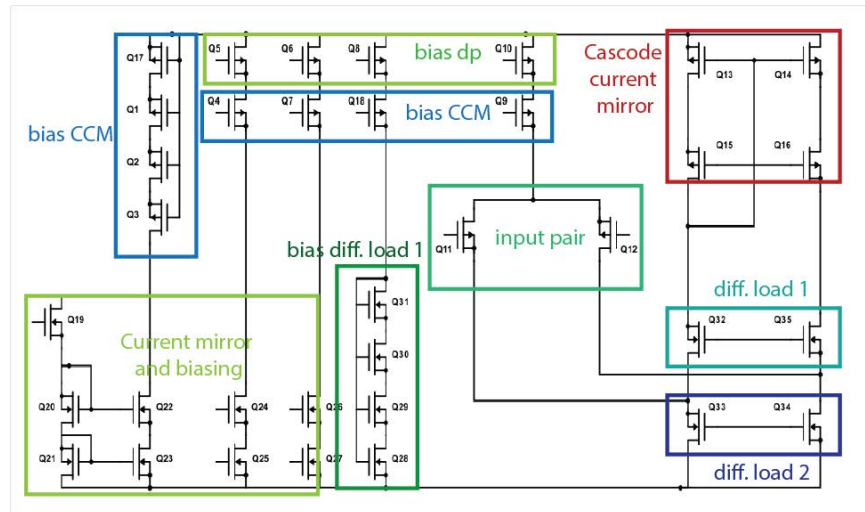 Q17
Q5
Q6
Q8
bias dp
Q10
Cascode
current
mirror
Q13
Q14
Q1
Q4
Q7
Q18
bias CCM
Q9
bias CCM
Q2
Q15
Q16
Q3
Q11
input pair
Q12
bias diff. load 1
diff. load 1
Q19
Q31
Q32
Q35
Current mirror
and biasing
Q30
Q20
Q22
Q24
Q26
Q29
Q33
Q34
Q21
Q23
Q25
Q27
Q28
diff. load 2